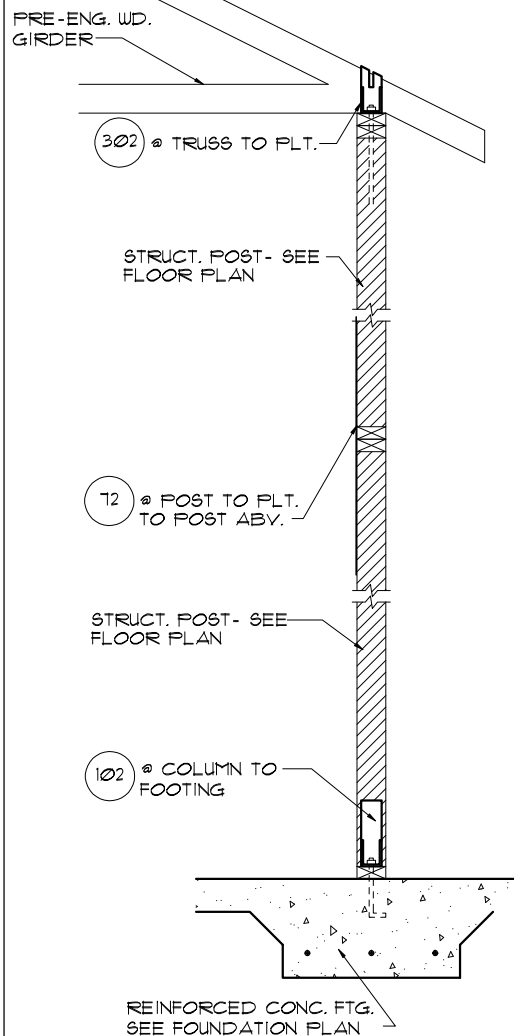 PRE-ENG. WD.
GIRDER
302 @ TRUSS TO PLT.
STRUCT. POST- SEE
FLOOR PLAN
72 @ POST TO PLT.
TO POST ABV.
STRUCT. POST- SEE
FLOOR PLAN
102 @ COLUMN TO
FOOTING
REINFORCED CONC. FTG.
SEE FOUNDATION PLAN